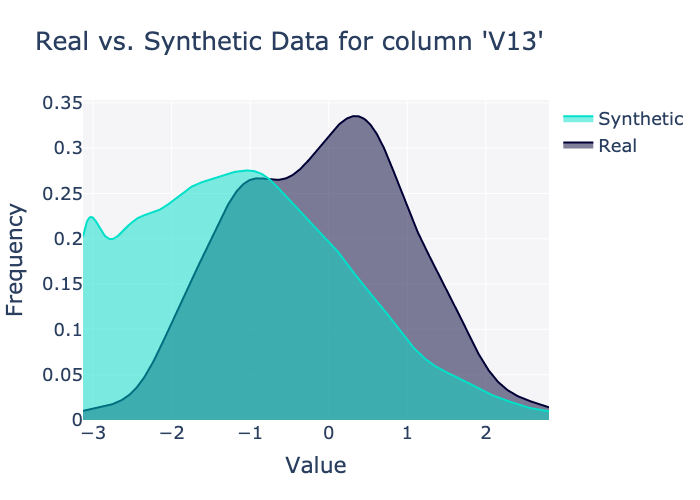 Real vs. Synthetic Data for column 'V13'
Synthetic
Real
Frequency
0.35
0.3
0.25
0.2
0.15
0.1
0.05
0
−3 −2 −1 0 1 2
Value